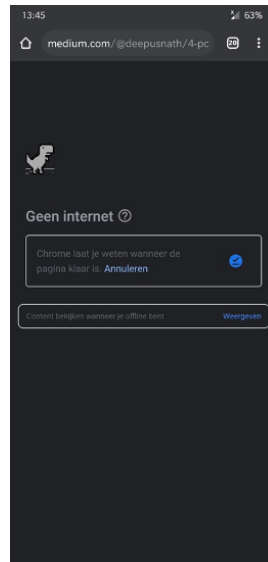 13:45
63%
medium.com/@deepusnath/4-pc
20
Geen internet
Chrome laat je weten wanneer de
pagina klaar is. Annuleren
Content bekijken wanneer je offline bent Weergeven